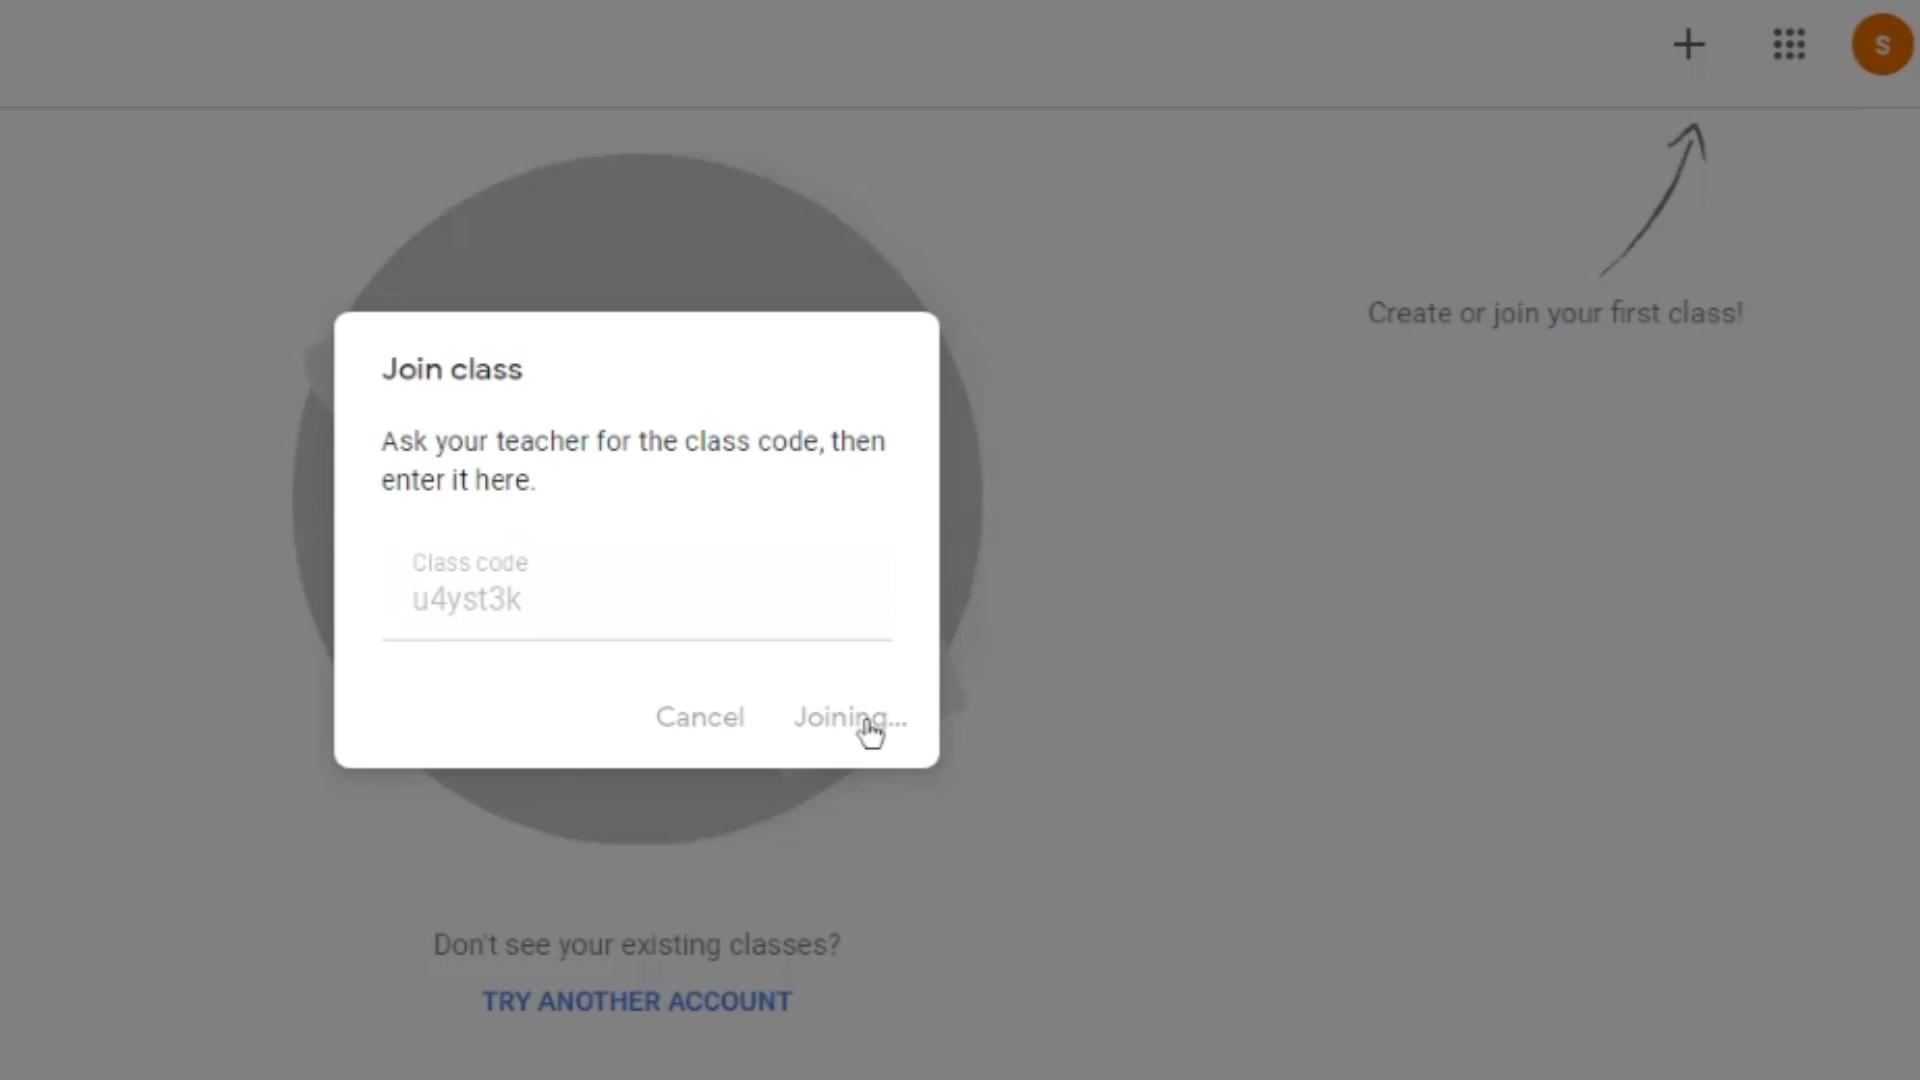 S
Create or join your first class!
Join class
Ask your teacher for the class code, then
enter it here.
Class code
u4yst3k
Cancel
Joining...
Don't see your existing classes?
TRY ANOTHER ACCOUNT